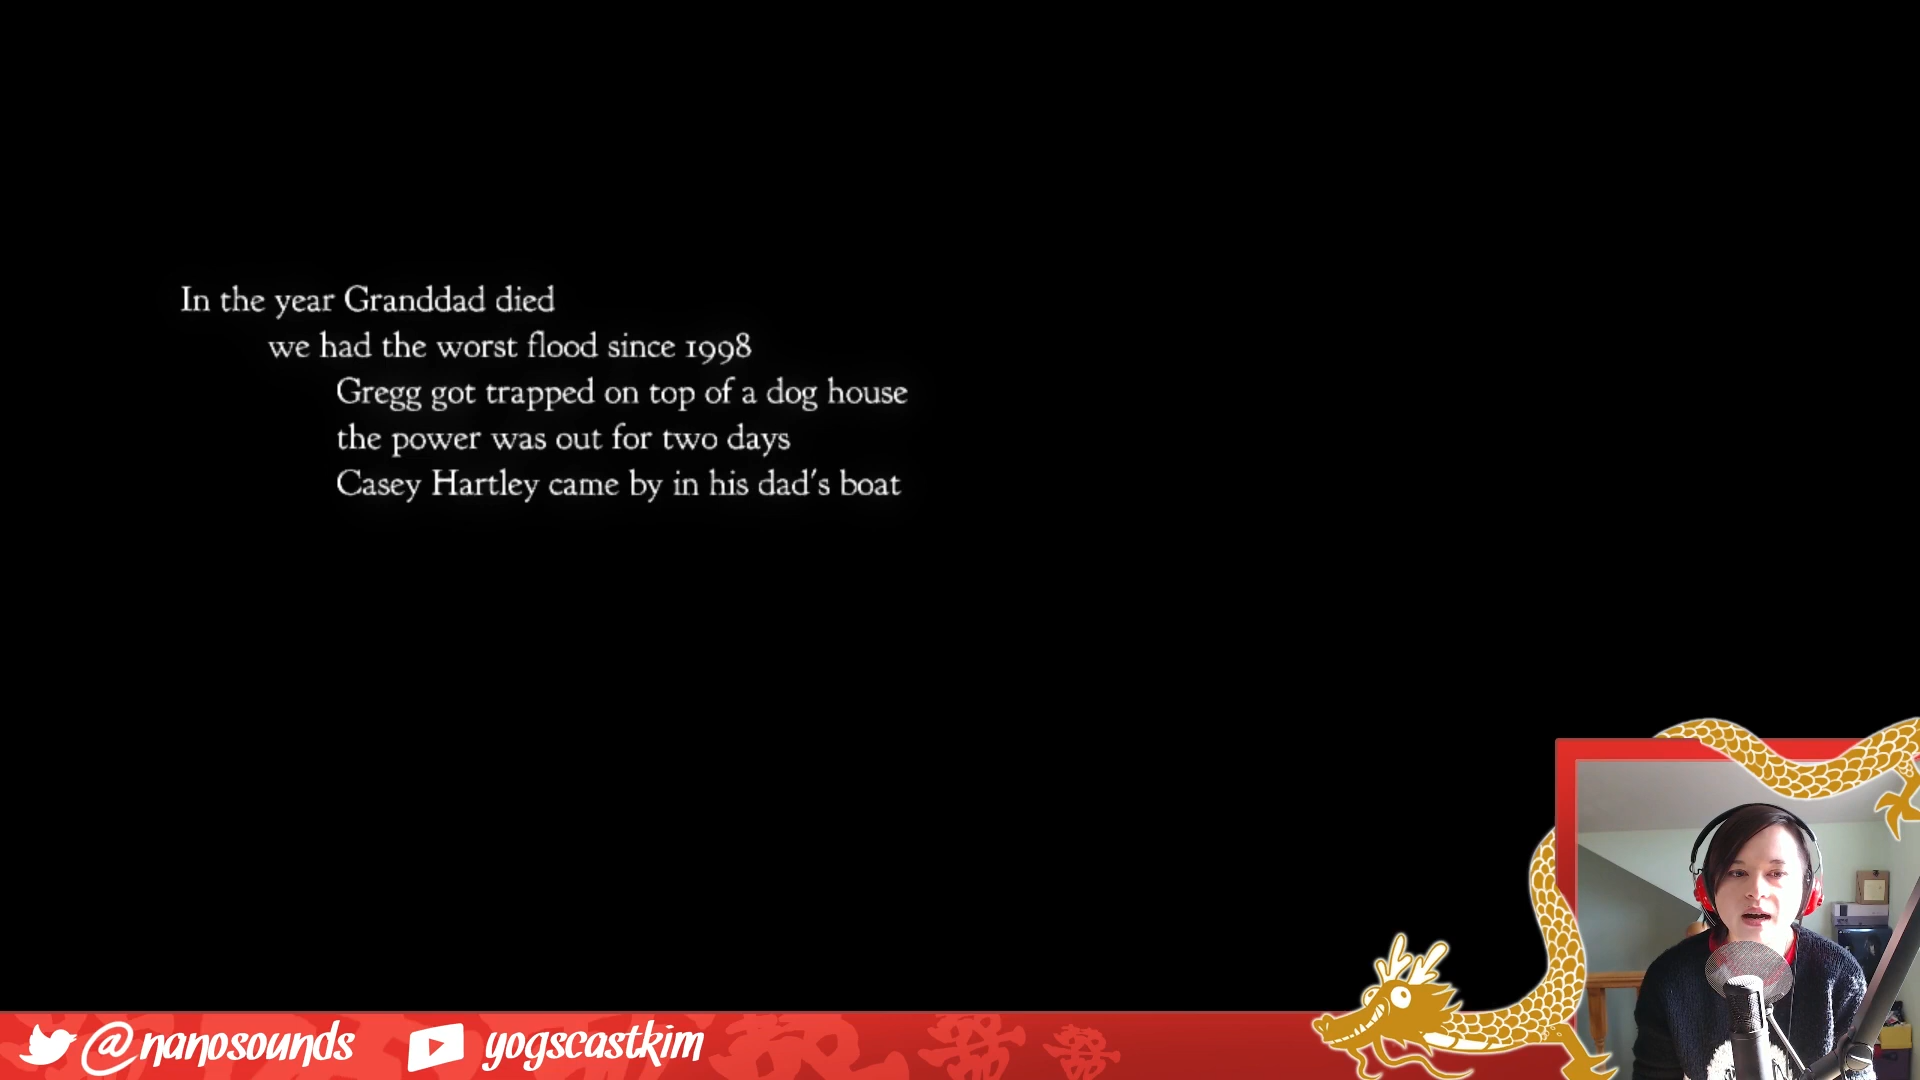 In the year Granddad died
we had the worst flood since 1998
Gregg got trapped on top of a dog house
the power was out for two days
Casey Hartley came by in his dad's boat
@nanosounds
yogscastkim